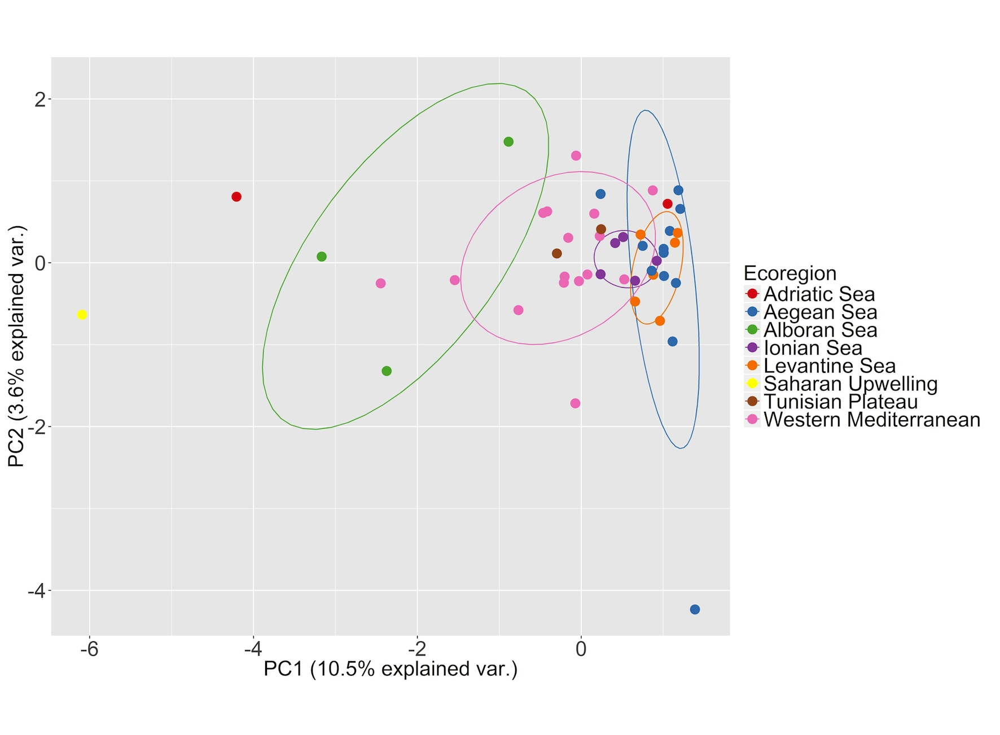 2
0
-2
-4
PC2 (3.6% explained var.)
-6
-4
-2
0
PC1 (10.5% explained var.)
Ecoregion
Adriatic Sea
Aegean Sea
Alboran Sea
Ionian Sea
Levantine Sea
Saharan Upwelling
Tunisian Plateau
Western Mediterranean